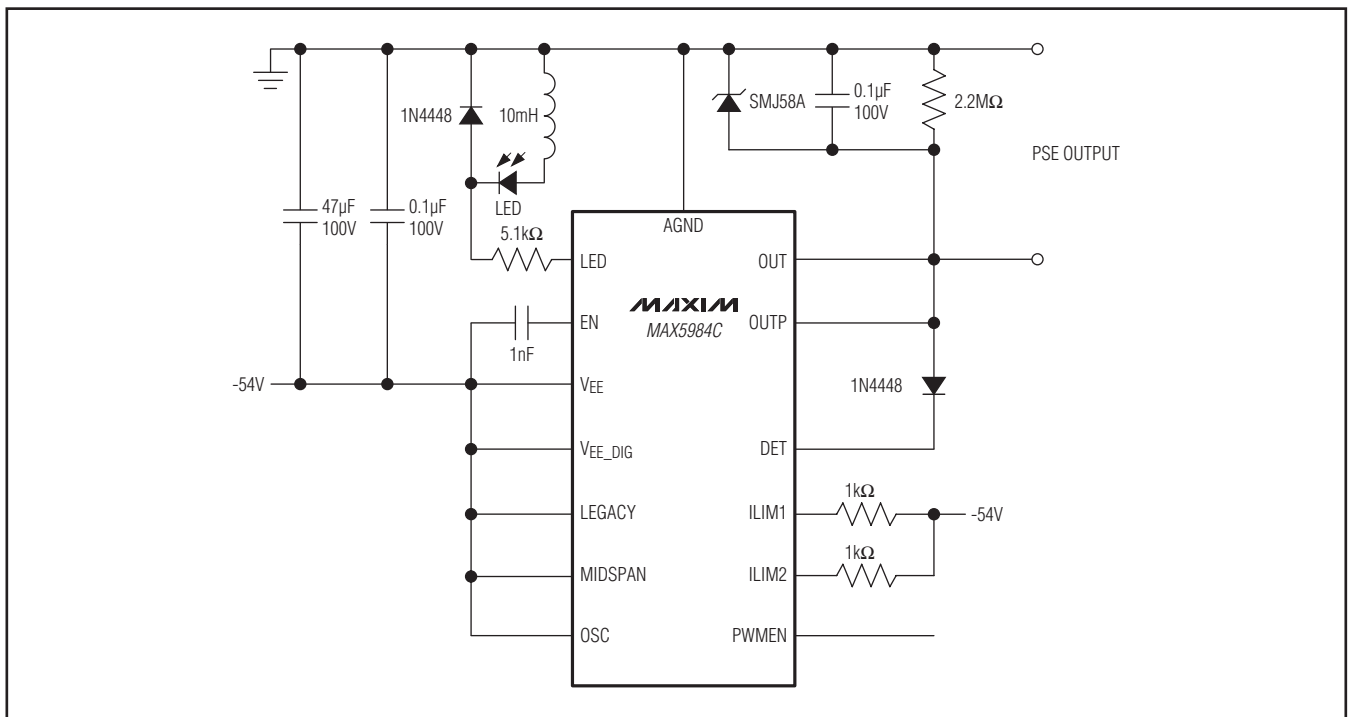 1N4448
10mH
SMJ58A
0.1µF
100V
2.2MΩ
PSE OUTPUT
47µF
100V
0.1µF
100V
LED
5.1kΩ
AGND
LED
OUT
MAXIM
MAX5984C
EN
OUTP
1nF
-54V
VEE
1N4448
VEE_DIG
DET
LEGACY
ILIM1
1kΩ
-54V
MIDSPAN
ILIM2
1kΩ
OSC
PWMEN